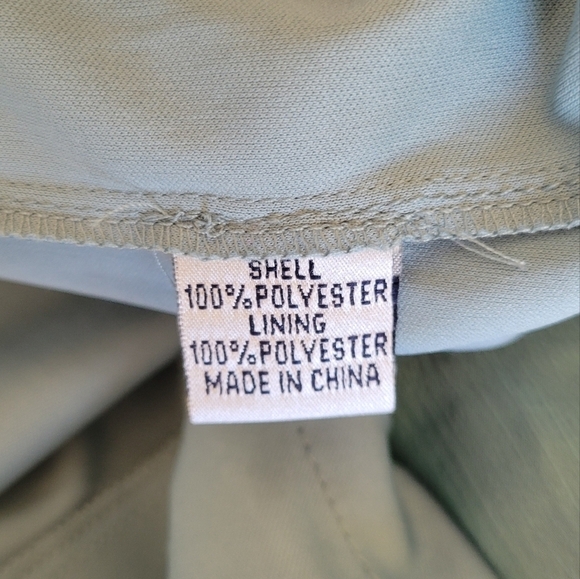 SHELL
100%POLYESTER
LINING
100%POLYESTER
MADE IN CHINA